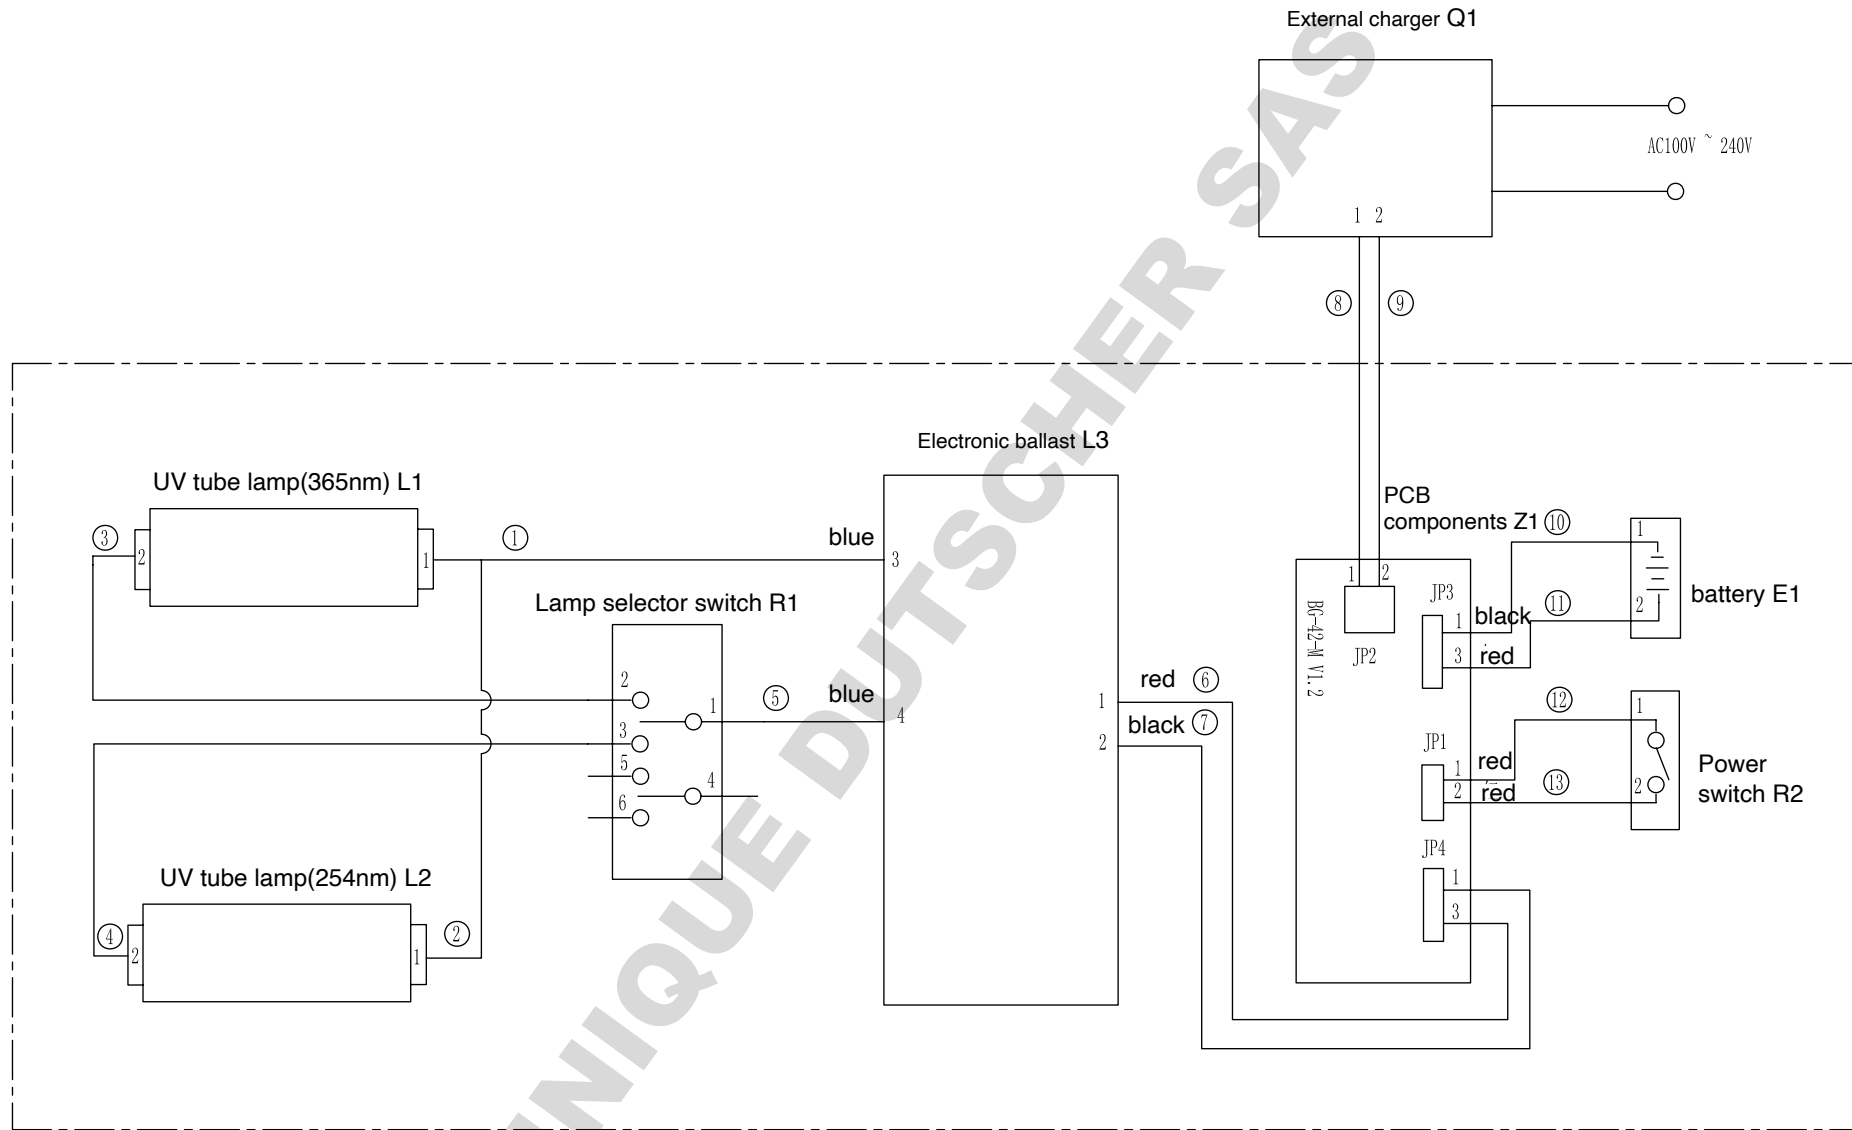 External charger Q1
AC100V ~ 240V
1 2
8 9
Electronic ballast L3
UV tube lamp(365nm) L1
3
2
1
1
blue
3
Lamp selector switch R1
2
1
3
5
4
6
5
blue
4
UV tube lamp(254nm) L2
4
2
1
2
1
red 6
2
black 7
PCB
components Z1
1 2
JP2
BG-42-M V1.2
JP3
1 black
3 red
10
11
1
2
battery E1
JP1
1 red
2 red
12
13
1
2
Power
switch R2
JP4
1
3
UNIQUE DUTSCHER SAS